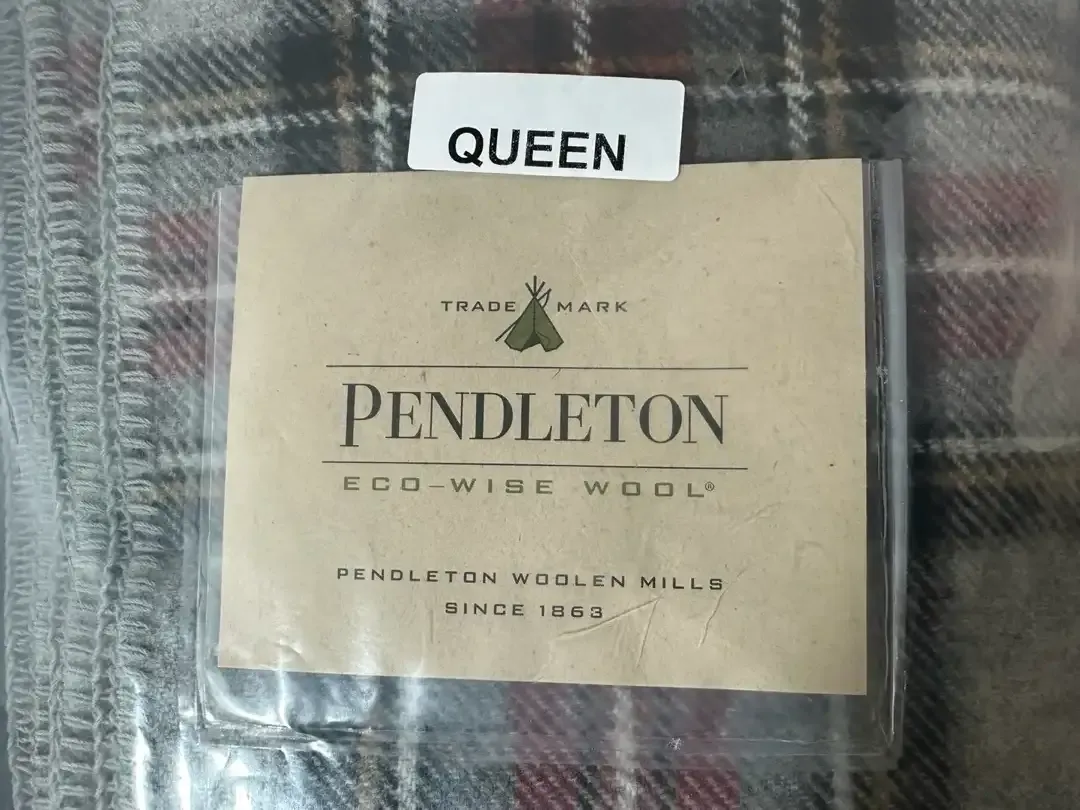 QUEEN
TRADE MARK
PENDLETON
ECO-WISE WOOL®
PENDLETON WOOLEN MILLS
SINCE 1863